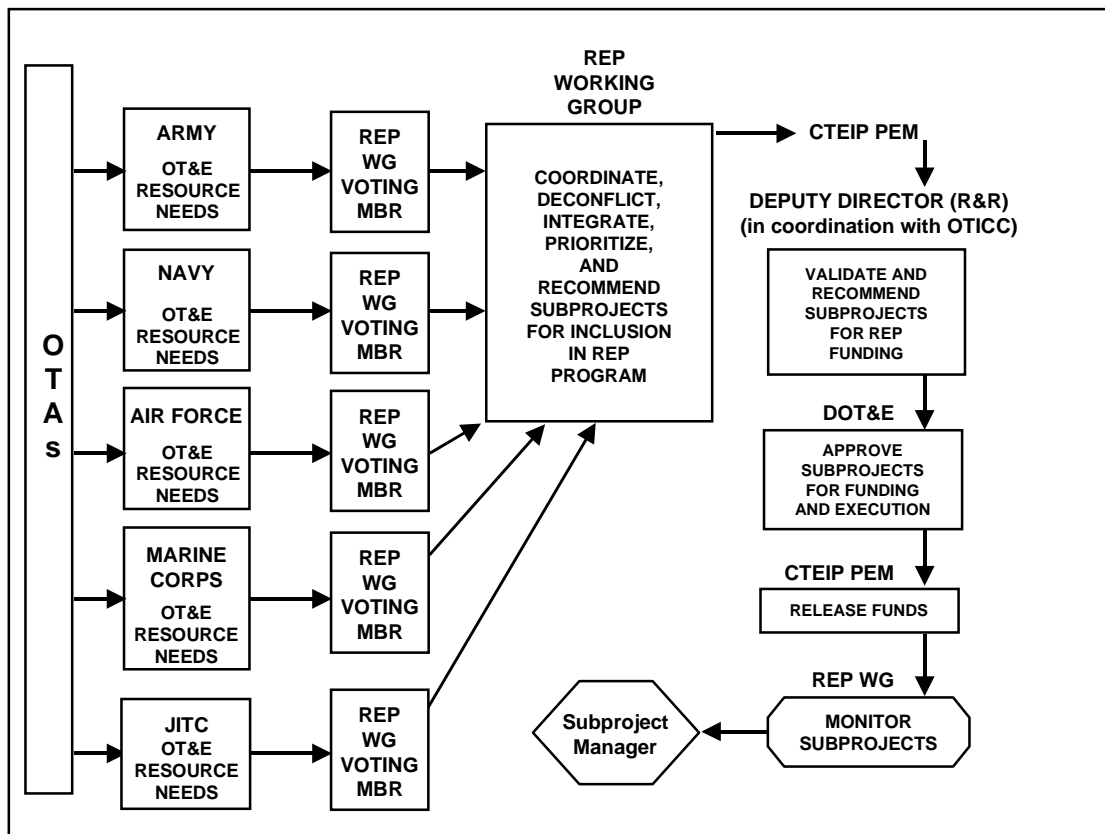 OTAs
ARMY
OT&E
RESOURCE
NEEDS
REP
WG
VOTING
MBR
NAVY
OT&E
RESOURCE
NEEDS
REP
WG
VOTING
MBR
AIR FORCE
OT&E
RESOURCE
NEEDS
REP
WG
VOTING
MBR
MARINE
CORPS
OT&E
RESOURCE
NEEDS
REP
WG
VOTING
MBR
JITC
OT&E
RESOURCE
NEEDS
REP
WG
VOTING
MBR
REP
WORKING
GROUP
COORDINATE,
DECONFLICT,
INTEGRATE,
PRIORITIZE,
AND
RECOMMEND
SUBPROJECTS
FOR INCLUSION
IN REP
PROGRAM
CTEIP PEM
DEPUTY DIRECTOR (R&R)
(in coordination with OTICC)
VALIDATE AND
RECOMMEND
SUBPROJECTS
FOR REP
FUNDING
DOT&E
APPROVE
SUBPROJECTS
FOR FUNDING
AND EXECUTION
CTEIP PEM
RELEASE FUNDS
REP WG
MONITOR
SUBPROJECTS
Subproject
Manager